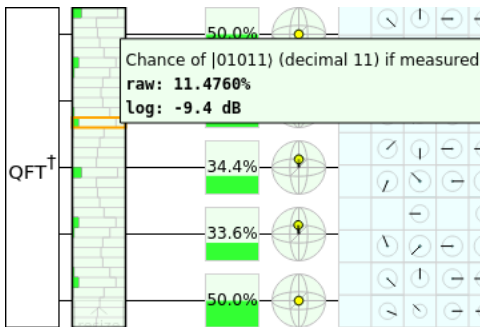 50.0%
Chance of |01011⟩ (decimal 11) if measured
raw: 11.4760%
log: -9.4 dB
34.4%
QFT†
33.6%
50.0%